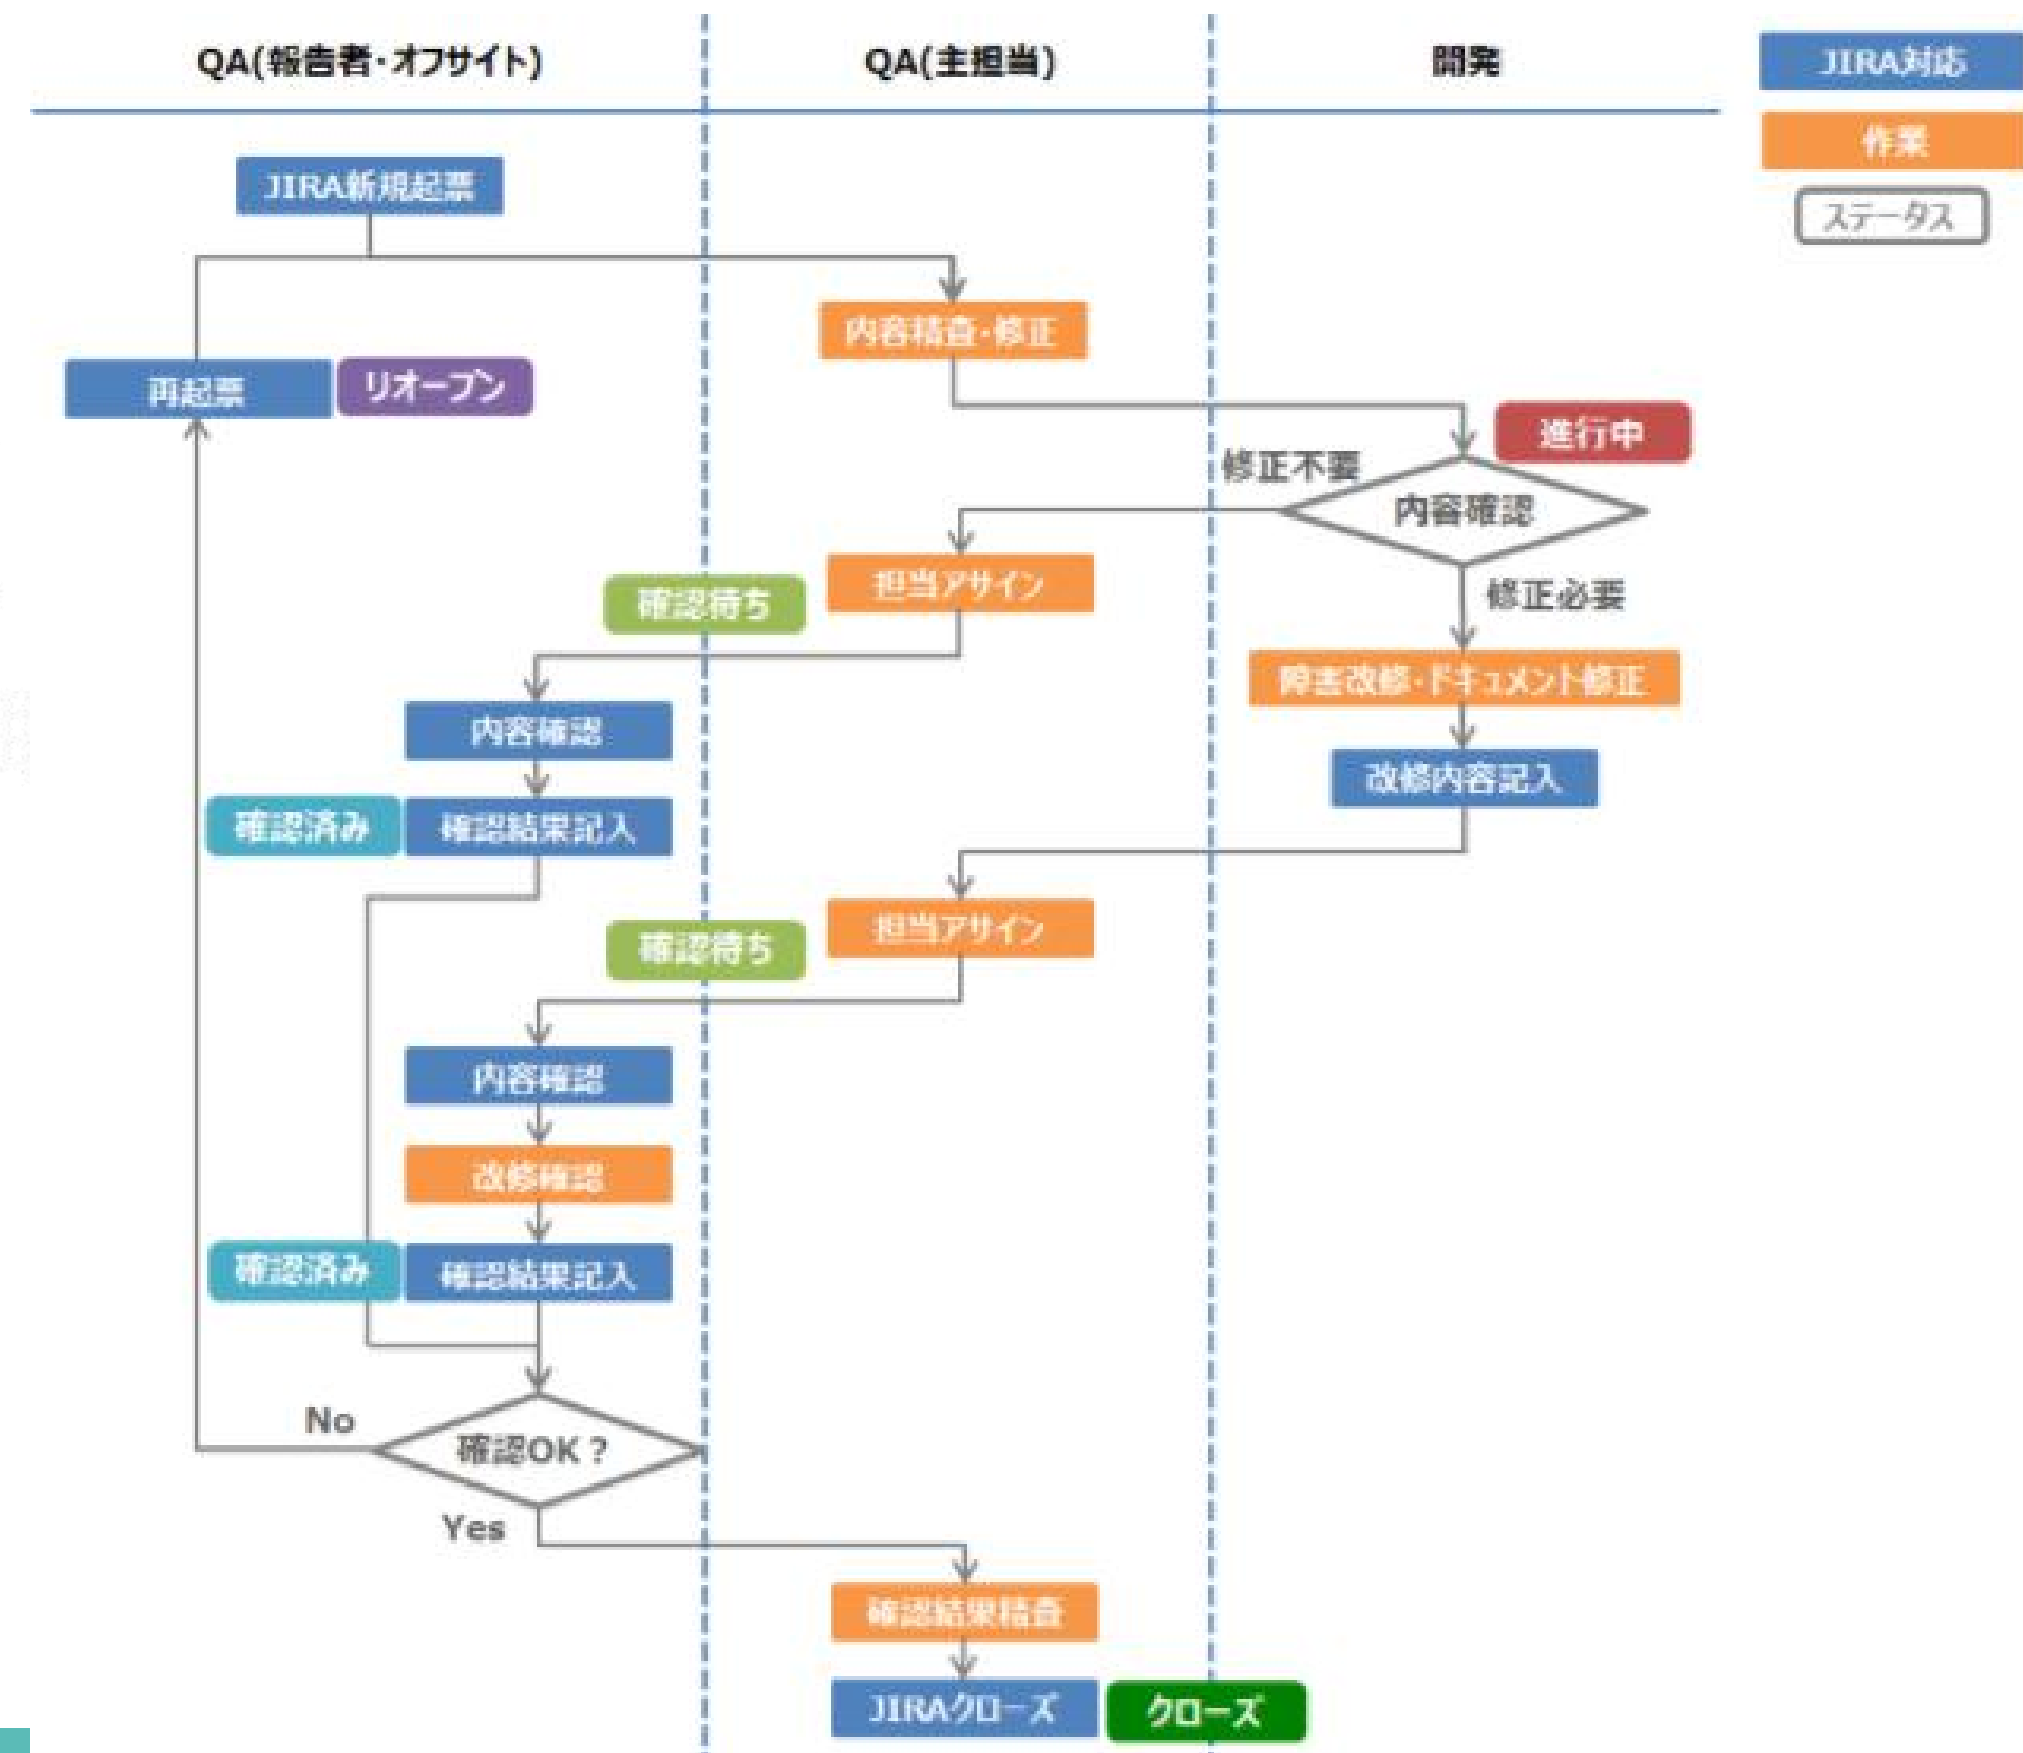 QA(報告者・オフサイト)
QA(主担当)
開発
JIRA対応
作業
ステータス
JIRA新規起票
内容精査・修正
再起票
リオープン
進行中
修正不要
内容確認
担当アサイン
確認待ち
修正必要
障害改修・ドキュメント修正
内容確認
改修内容記入
確認済み
確認結果記入
担当アサイン
確認待ち
内容確認
改修確認
確認済み
確認結果記入
No
確認OK？
Yes
確認結果精査
JIRAクローズ
クローズ